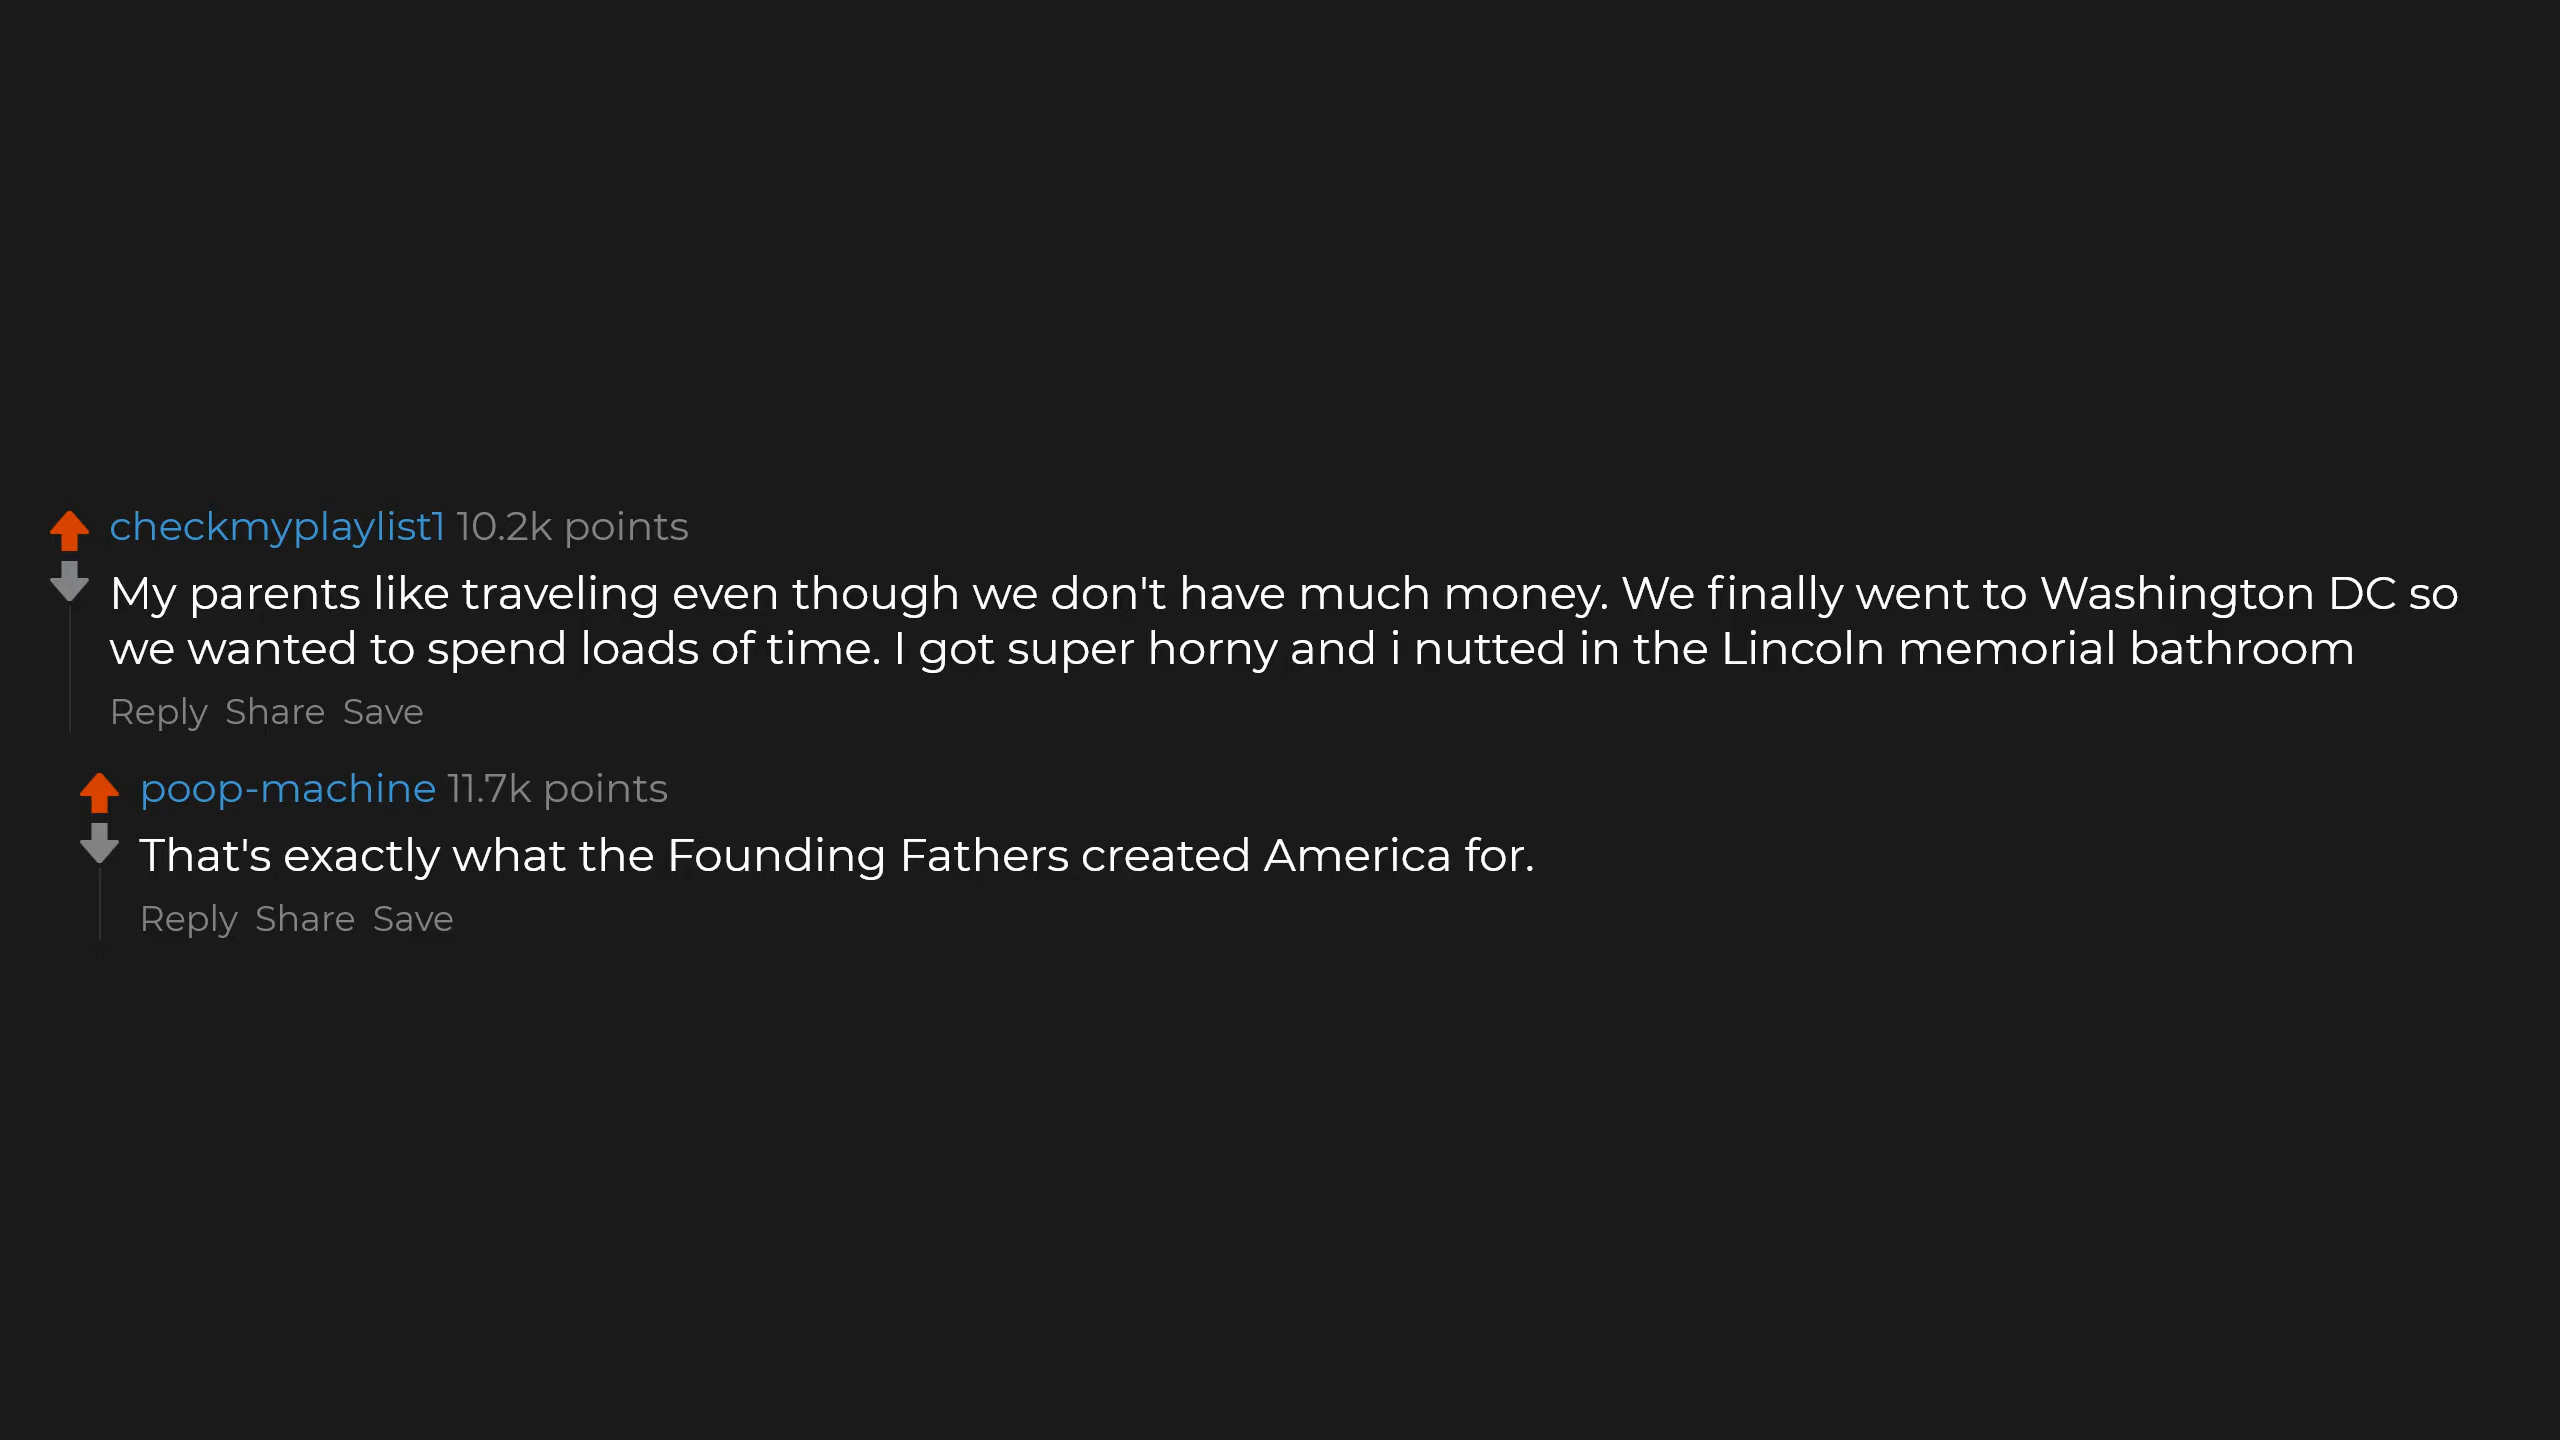 checkmyplaylist1 10.2k points
My parents like traveling even though we don't have much money. We finally went to Washington DC so
we wanted to spend loads of time. I got super horny and i nutted in the Lincoln memorial bathroom
Reply Share Save
poop-machine 11.7k points
That's exactly what the Founding Fathers created America for.
Reply Share Save